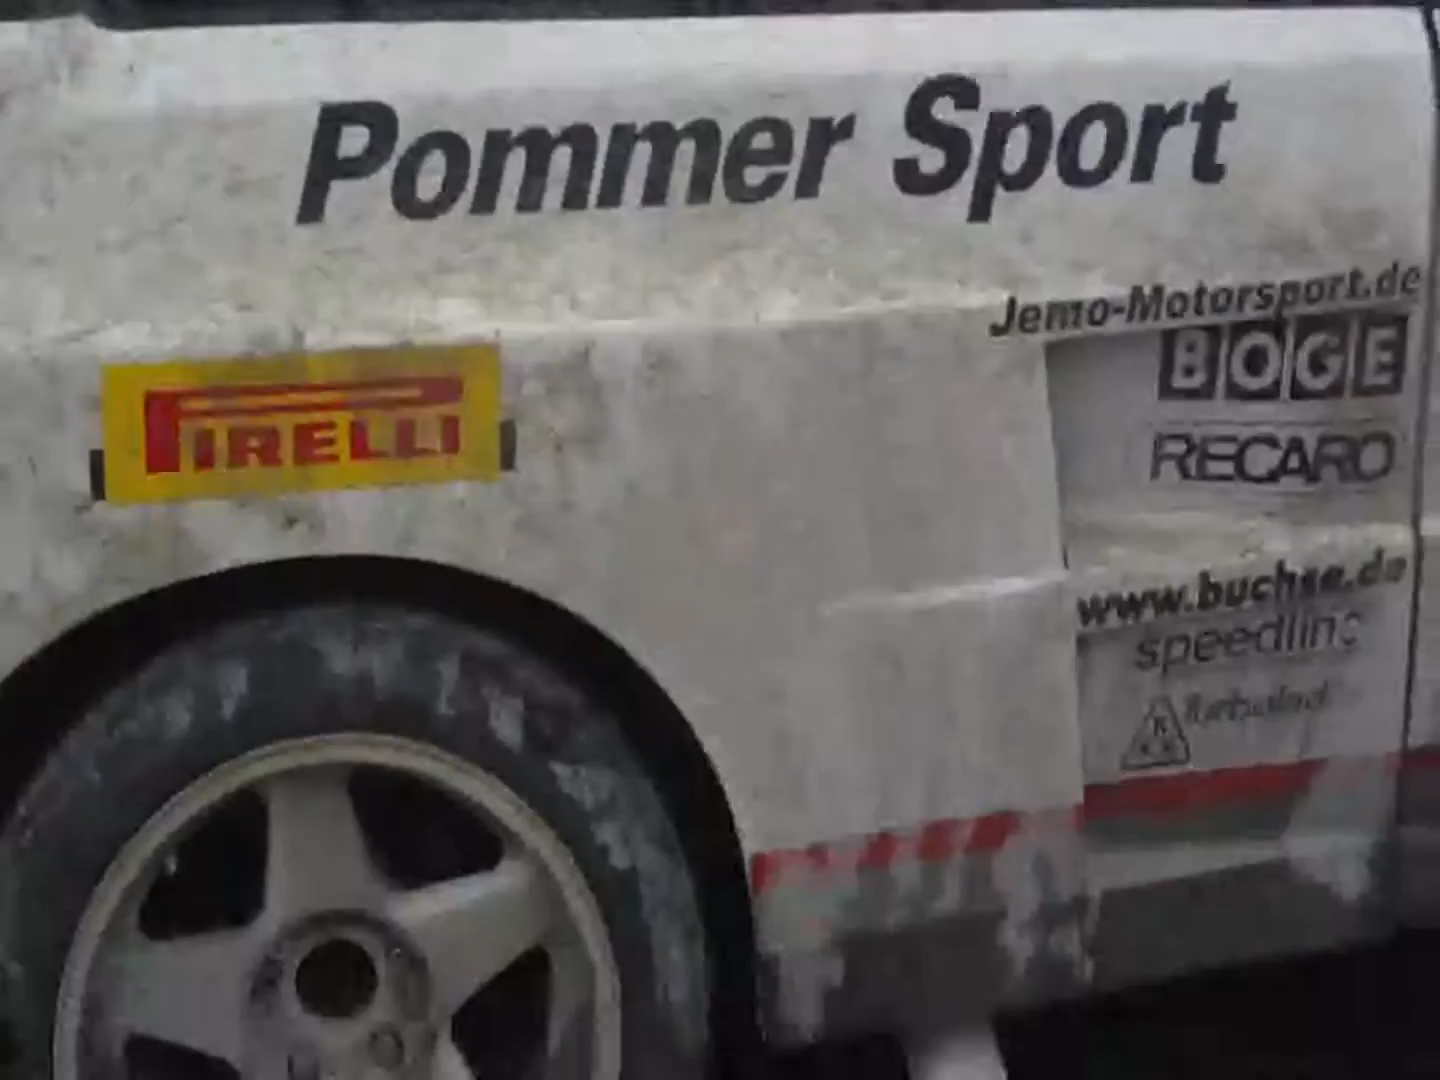 Pommer Sport
Jemo-Motorsport.de
BOGE
PIRELLI
RECARO
www.buchse.de
speedline